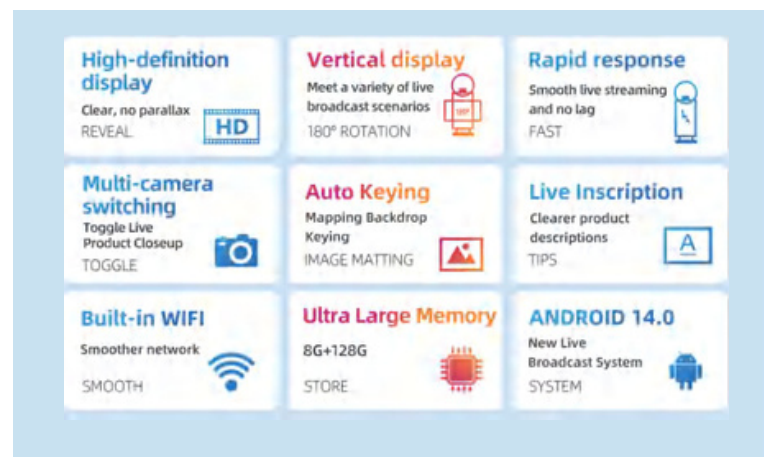 High-definition
display
Clear, no parallax
REVEAL
HD
Vertical display
Meet a variety of live
broadcast scenarios
180° ROTATION
180°
Rapid response
Smooth live streaming
and no lag
FAST
Multi-camera
switching
Toggle Live
Product Closeup
TOGGLE
Auto Keying
Mapping Backdrop
Keying
IMAGE MATTING
Live Inscription
Clearer product
descriptions
TIPS
A
Built-in WIFI
Smoother network
SMOOTH
Ultra Large Memory
8G+128G
STORE
ANDROID 14.0
New Live
Broadcast System
SYSTEM